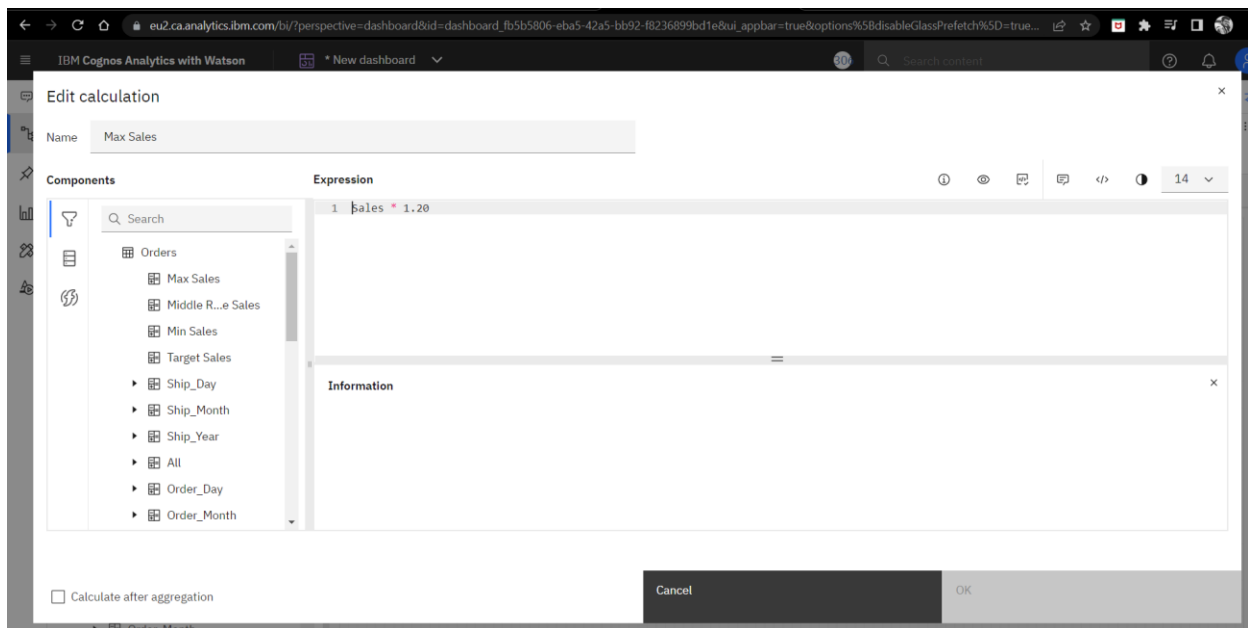 eu2.ca.analytics.ibm.com/bi/?perspective=dashboard&id=dashboard_fb5b5806-eba5-42a5-bb92-f8236899bd1e&ui_appbar=true&options%5BdisableGlassPrefetch%5D=true...
IBM Cognos Analytics with Watson
* New dashboard
Search content
Edit calculation
Name
Max Sales
Components
Expression
14
Search
1 Sales * 1.20
Orders
Max Sales
Middle R...e Sales
Min Sales
Target Sales
Ship_Day
Information
Ship_Month
Ship_Year
All
Order_Day
Order_Month
Calculate after aggregation
Cancel
OK